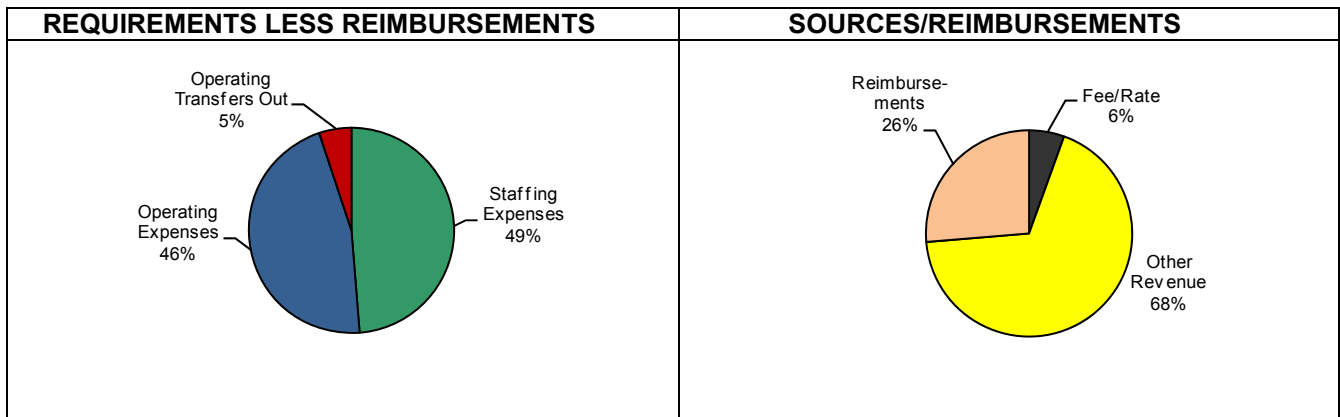 REQUIREMENTS LESS REIMBURSEMENTS
Operating
Transfers Out
5%
Operating
Expenses
46%
Staffing
Expenses
49%
SOURCES/REIMBURSEMENTS
Reimburse-
ments
26%
Fee/Rate
6%
Other
Revenue
68%